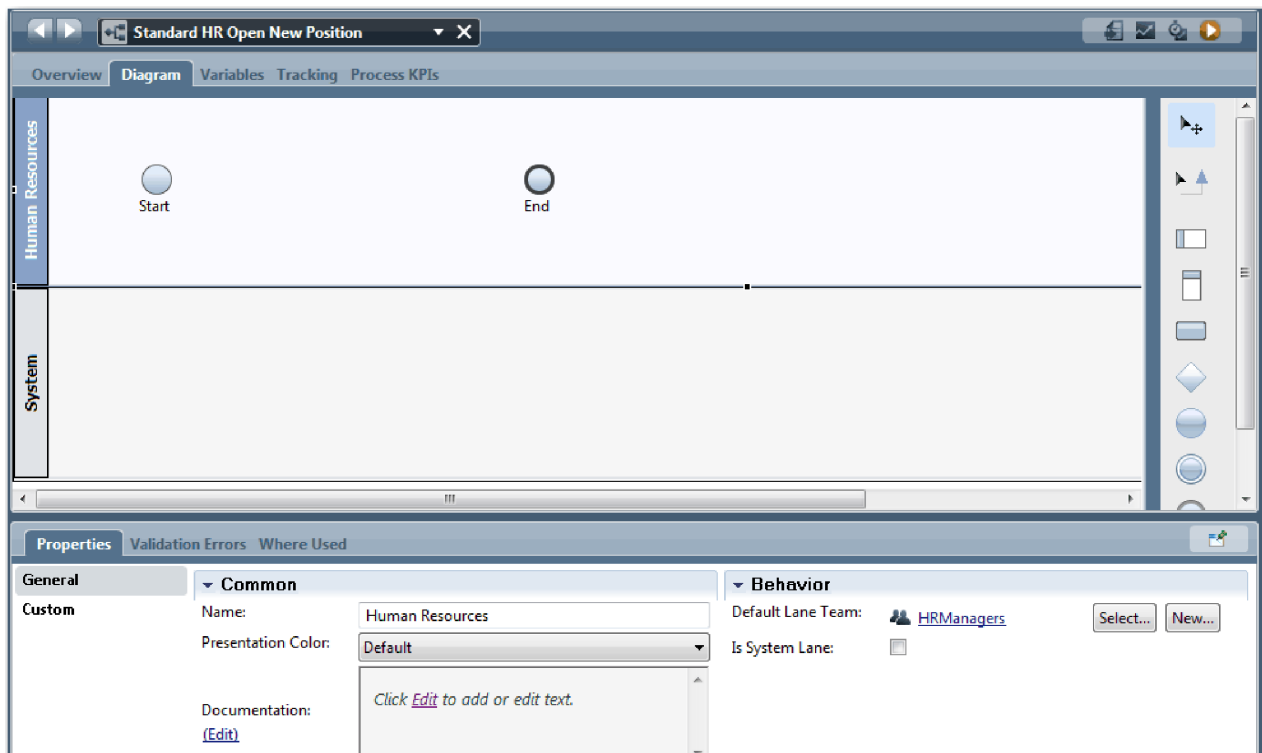 Standard HR Open New Position
Overview Diagram Variables Tracking Process KPIs
Human Resources
Start
End
System
Properties Validation Errors Where Used
General
Custom
Common
Name: Human Resources
Presentation Color: Default
Documentation:
(Edit)
Click Edit to add or edit text.
Behavior
Default Lane Team: HRManagers Select... New...
Is System Lane: